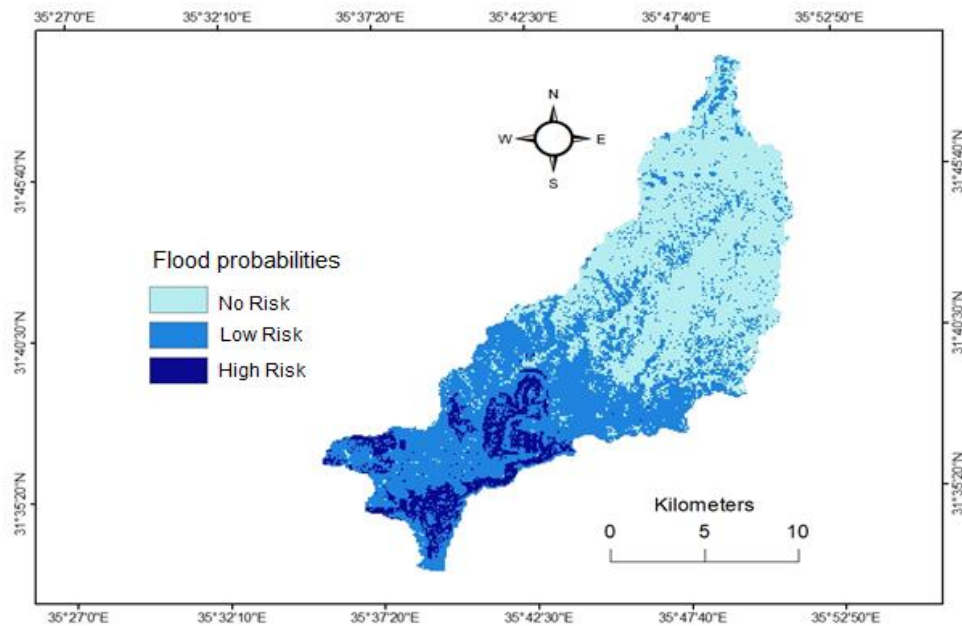 35°27'0"E 35°32'10"E 35°37'20"E 35°42'30"E 35°47'40"E 35°52'50"E
N
W E
S
31°45'40"N
31°45'40"N
Flood probabilities
No Risk
Low Risk
High Risk
31°40'30"N
31°40'30"N
31°35'20"N
31°35'20"N
Kilometers
0 5 10
35°27'0"E 35°32'10"E 35°37'20"E 35°42'30"E 35°47'40"E 35°52'50"E